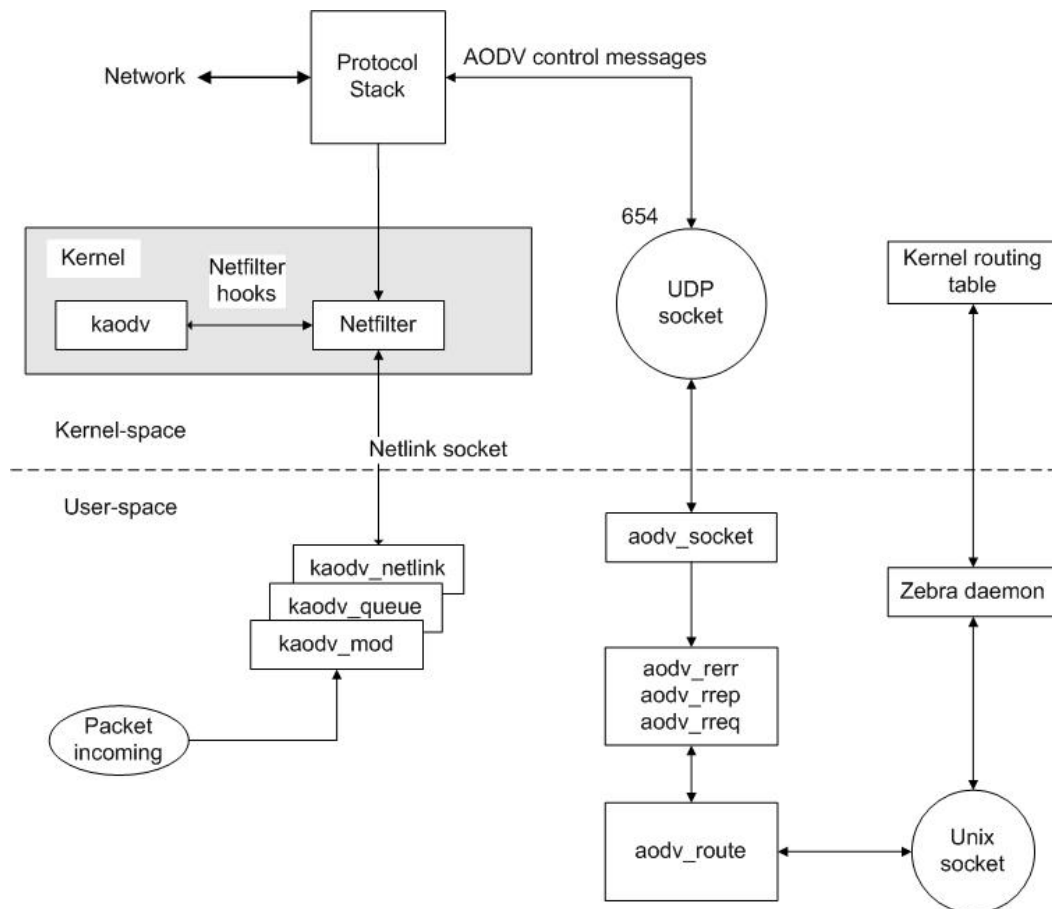 AODV control messages
Network
Protocol
Stack
654
Kernel
Netfilter
hooks
kaodv
Netfilter
UDP
socket
Kernel routing
table
Kernel-space
Netlink socket
User-space
kaodv_netlink
kaodv_queue
kaodv_mod
aodv_socket
Zebra daemon
aodv_rerr
aodv_rrep
aodv_rreq
Packet
incoming
aodv_route
Unix
socket